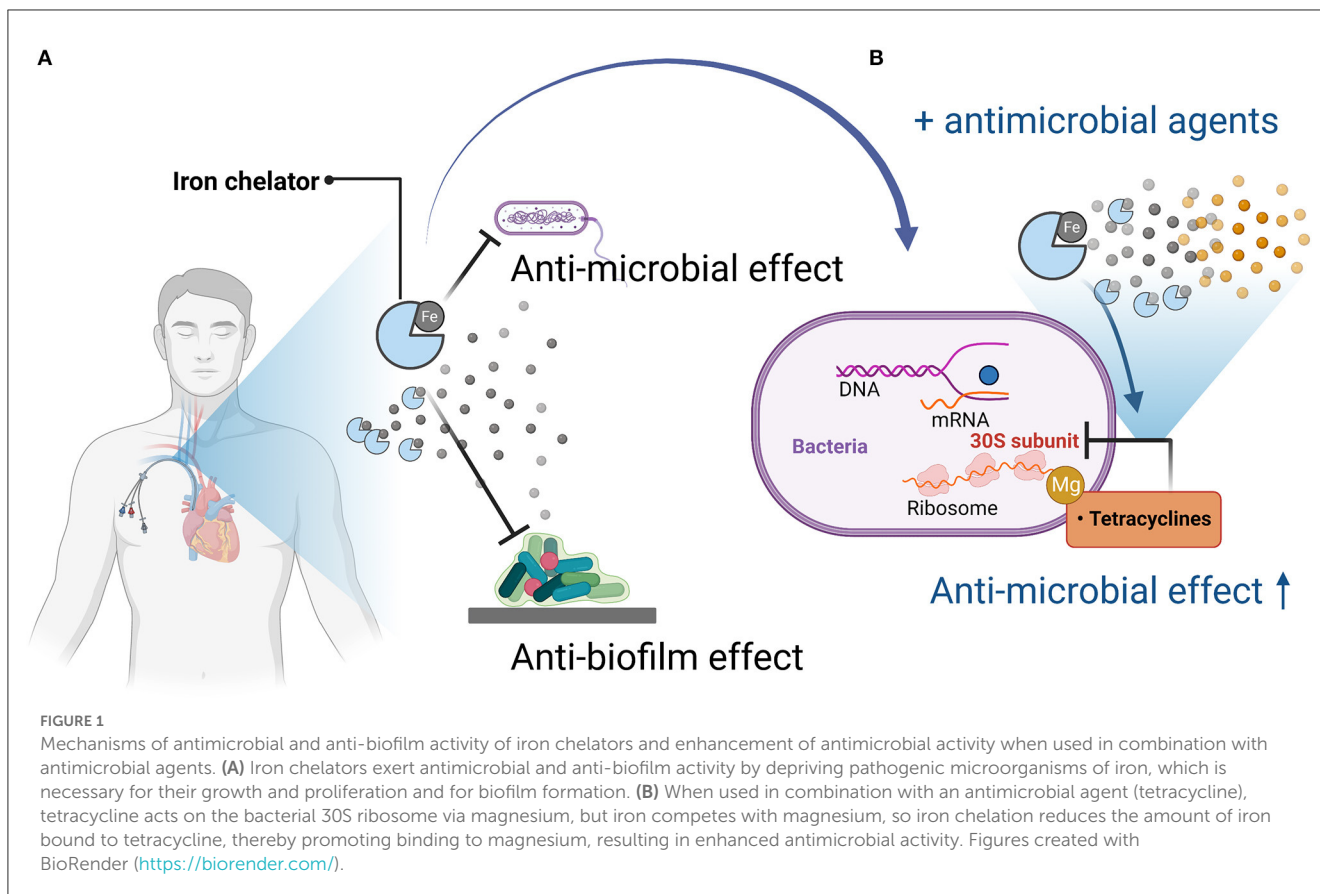 A
B
+ antimicrobial agents
Iron chelator
Fe
Anti-microbial effect
Fe
DNA
mRNA
Bacteria
30S subunit
Ribosome
Mg
• Tetracyclines
Anti-microbial effect ↑
Anti-biofilm effect
FIGURE 1
Mechanisms of antimicrobial and anti-biofilm activity of iron chelators and enhancement of antimicrobial activity when used in combination with
antimicrobial agents. (A) Iron chelators exert antimicrobial and anti-biofilm activity by depriving pathogenic microorganisms of iron, which is
necessary for their growth and proliferation and for biofilm formation. (B) When used in combination with an antimicrobial agent (tetracycline),
tetracycline acts on the bacterial 30S ribosome via magnesium, but iron competes with magnesium, so iron chelation reduces the amount of iron
bound to tetracycline, thereby promoting binding to magnesium, resulting in enhanced antimicrobial activity. Figures created with
BioRender (https://biorender.com/).